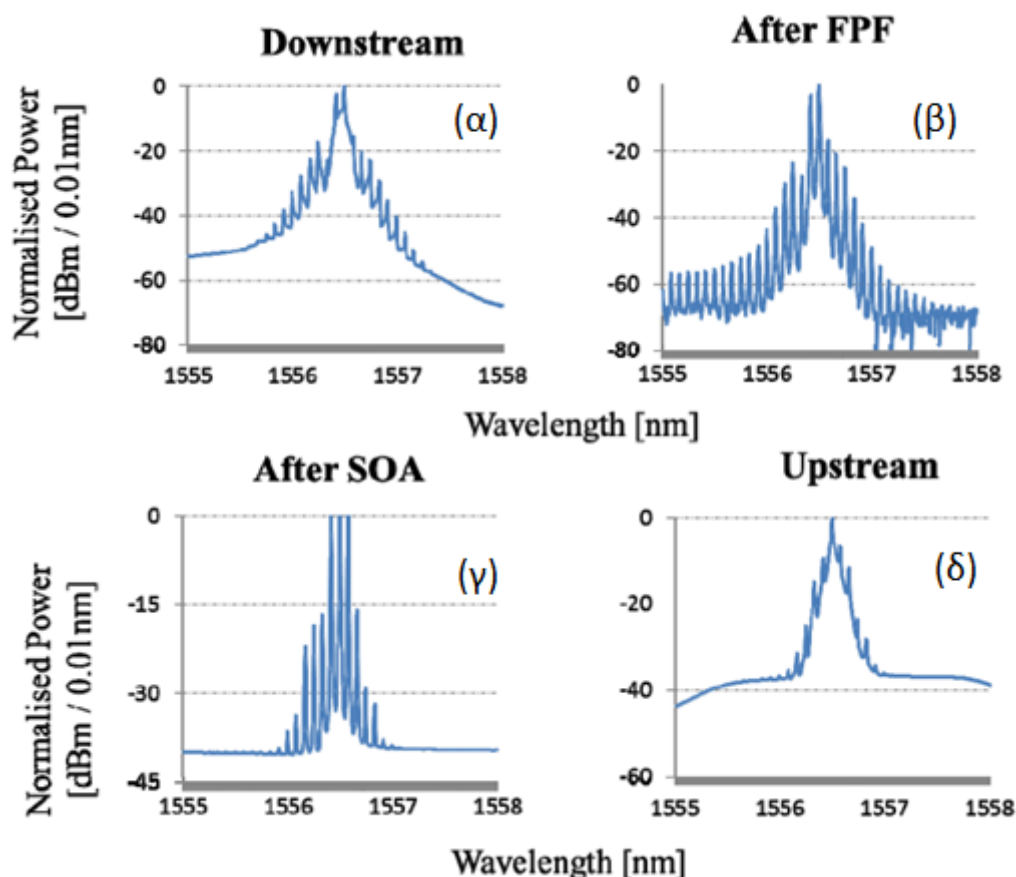 Downstream
After FPF
Normalised Power
[dBm / 0.01nm]
0
-20
-40
-60
-80
(α)
1555 1556 1557 1558
0
-20
-40
-60
-80
(β)
1555 1556 1557 1558
Wavelength [nm]
After SOA
Upstream
Normalised Power
[dBm / 0.01nm]
0
-15
-30
-45
(γ)
1555 1556 1557 1558
0
-20
-40
-60
(δ)
1555 1556 1557 1558
Wavelength [nm]